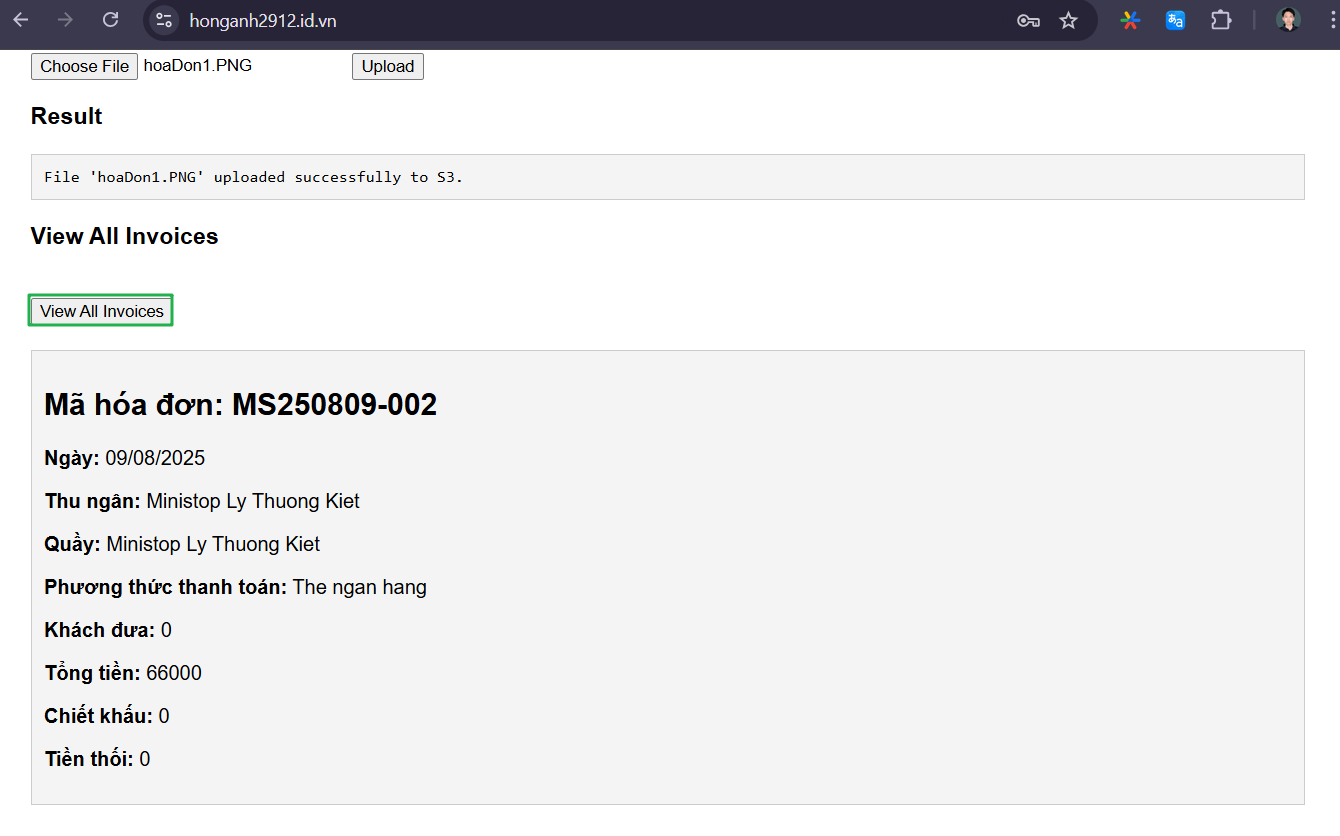 honganh2912.id.vn
Choose File hoaDon1.PNG Upload
Result
File 'hoaDon1.PNG' uploaded successfully to S3.
View All Invoices
View All Invoices
Mã hóa đơn: MS250809-002
Ngày: 09/08/2025
Thu ngân: Ministop Ly Thuong Kiet
Quầy: Ministop Ly Thuong Kiet
Phương thức thanh toán: The ngan hang
Khách đưa: 0
Tổng tiền: 66000
Chiết khấu: 0
Tiền thối: 0